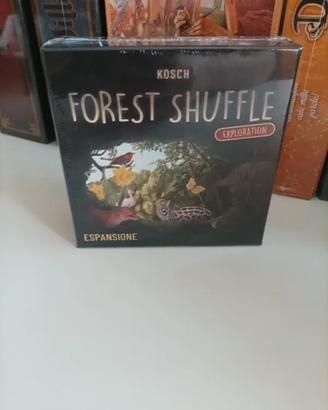 KOSCH
FOREST SHUFFLE
EXPLORATION
ESPANSIONE